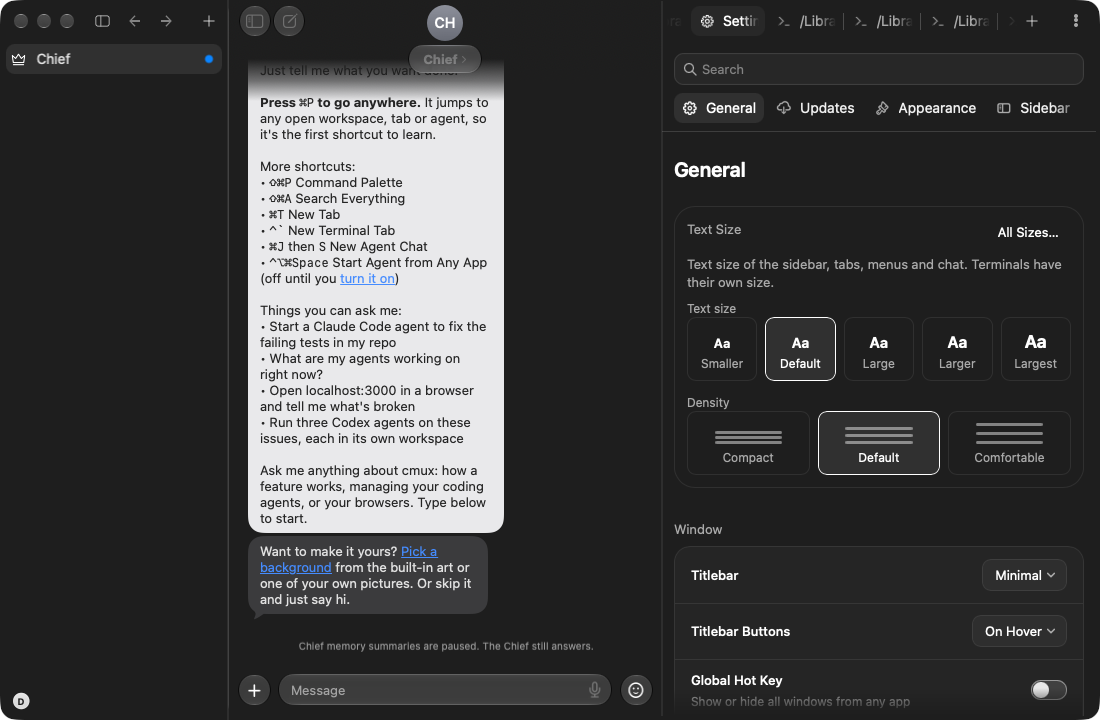 Chief
CH
Chief ›
Just tell me what you want done.
Press ⌘P to go anywhere. It jumps to
any open workspace, tab or agent, so
it's the first shortcut to learn.
More shortcuts:
• ⇧⌘P Command Palette
• ⇧⌘A Search Everything
• ⌘T New Tab
• ^` New Terminal Tab
• ⌘J then S New Agent Chat
• ^⌥⌘Space Start Agent from Any App
(off until you turn it on)
Things you can ask me:
• Start a Claude Code agent to fix the
failing tests in my repo
• What are my agents working on
right now?
• Open localhost:3000 in a browser
and tell me what's broken
• Run three Codex agents on these
issues, each in its own workspace
Ask me anything about cmux: how a
feature works, managing your coding
agents, or your browsers. Type below
to start.
Want to make it yours? Pick a
background from the built-in art or
one of your own pictures. Or skip it
and just say hi.
Chief memory summaries are paused. The Chief still answers.
Message
D
Settin /Libra /Libra /Libra
Search
General Updates Appearance Sidebar
General
Text Size All Sizes...
Text size of the sidebar, tabs, menus and chat. Terminals have
their own size.
Text size
Aa Aa Aa Aa Aa
Smaller Default Large Larger Largest
Density
Compact Default Comfortable
Window
Titlebar Minimal
Titlebar Buttons On Hover
Global Hot Key
Show or hide all windows from any app